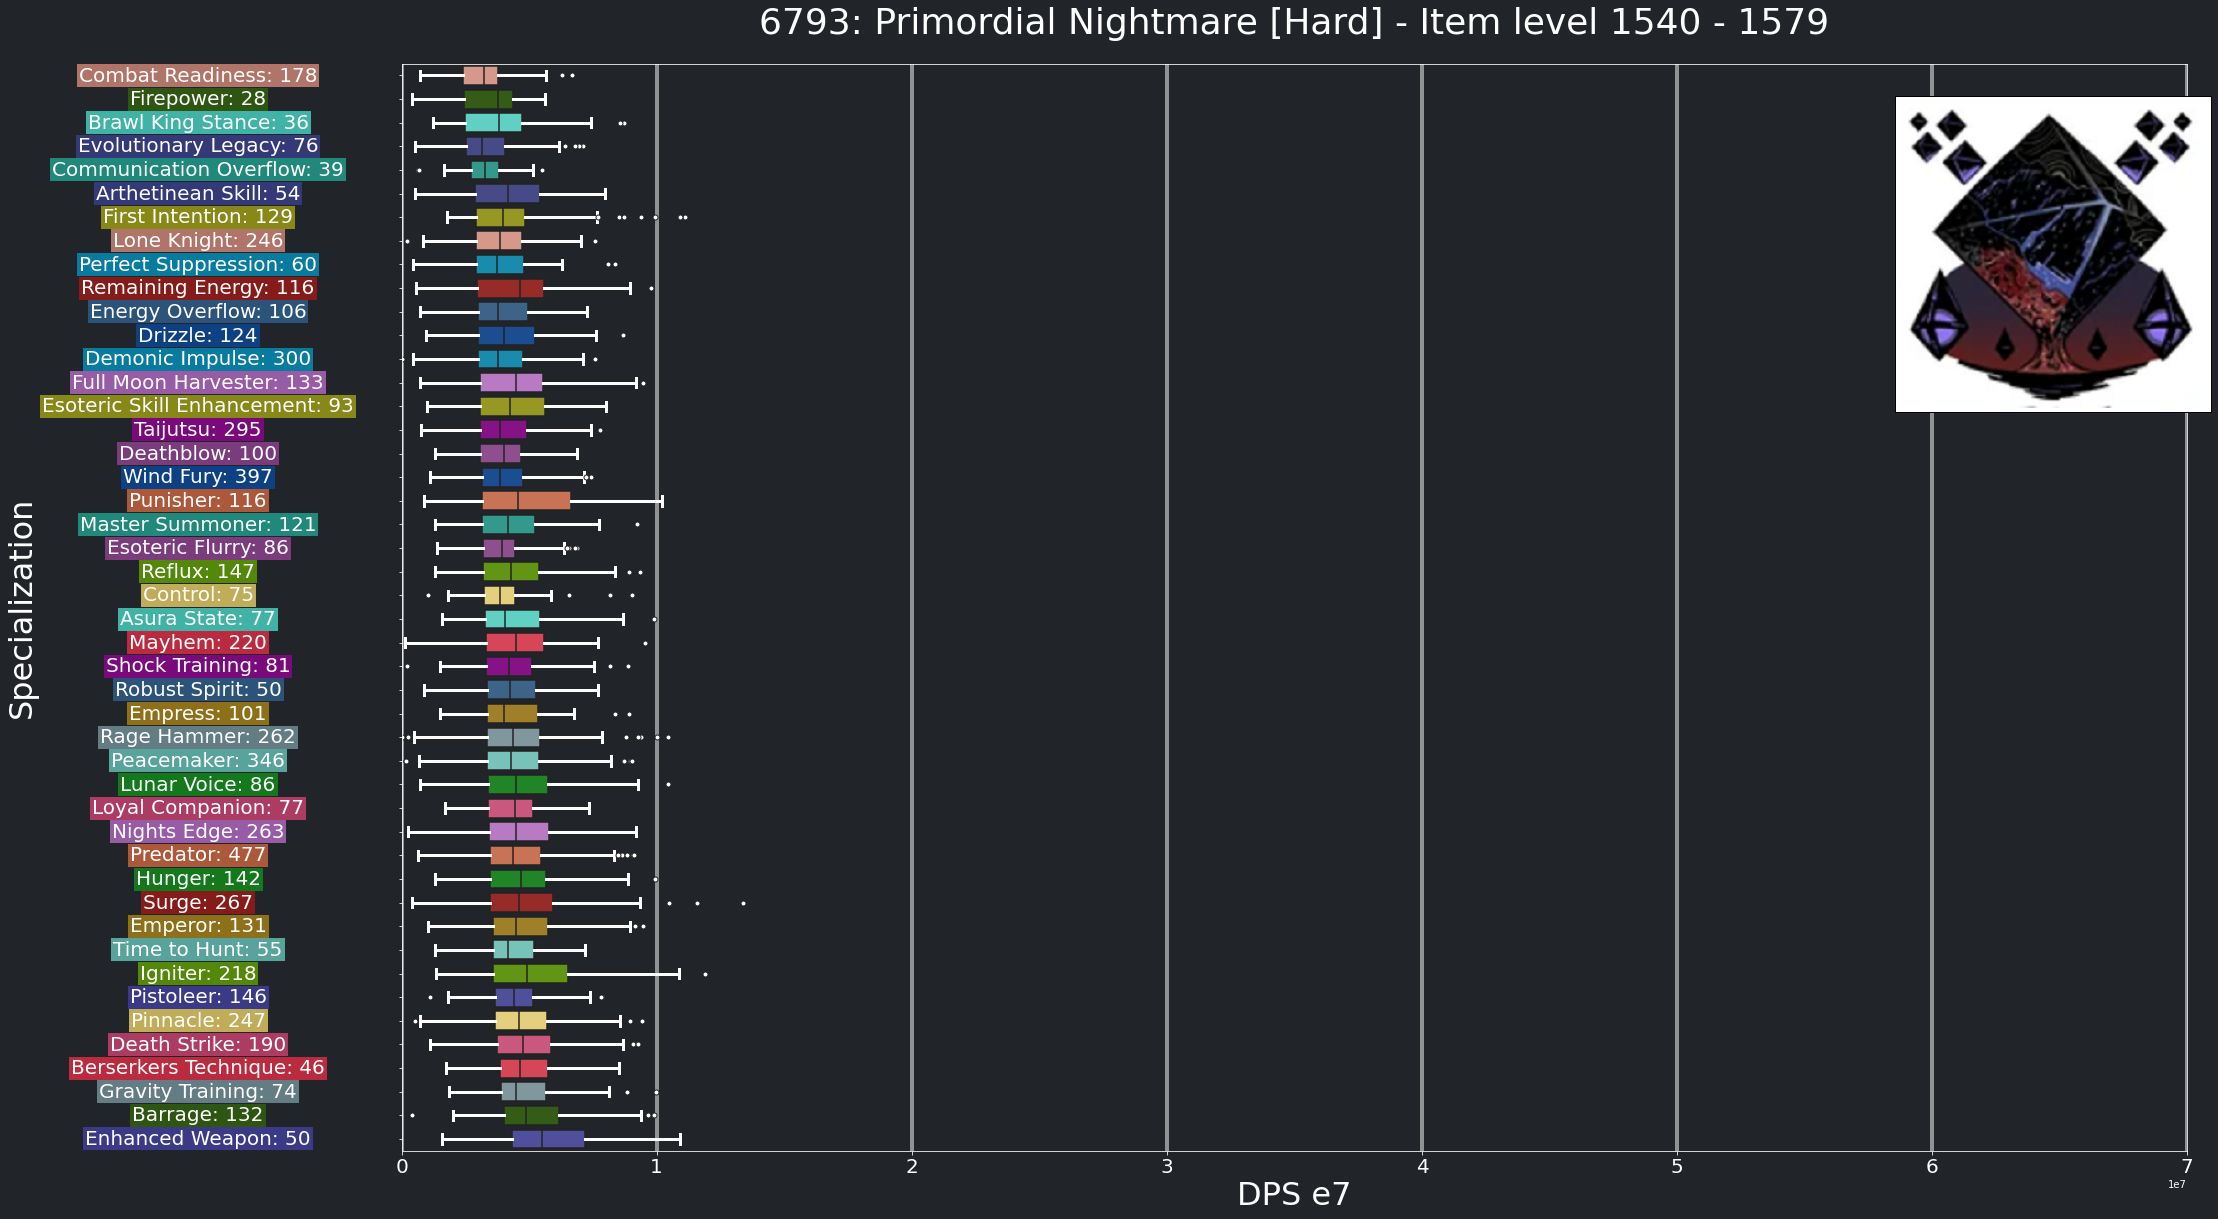 6793: Primordial Nightmare [Hard] - Item level 1540 - 1579
Specialization
Combat Readiness: 178
Firepower: 28
Brawl King Stance: 36
Evolutionary Legacy: 76
Communication Overflow: 39
Arthetinean Skill: 54
First Intention: 129
Lone Knight: 246
Perfect Suppression: 60
Remaining Energy: 116
Energy Overflow: 106
Drizzle: 124
Demonic Impulse: 300
Full Moon Harvester: 133
Esoteric Skill Enhancement: 93
Taijutsu: 295
Deathblow: 100
Wind Fury: 397
Punisher: 116
Master Summoner: 121
Esoteric Flurry: 86
Reflux: 147
Control: 75
Asura State: 77
Mayhem: 220
Shock Training: 81
Robust Spirit: 50
Empress: 101
Rage Hammer: 262
Peacemaker: 346
Lunar Voice: 86
Loyal Companion: 77
Nights Edge: 263
Predator: 477
Hunger: 142
Surge: 267
Emperor: 131
Time to Hunt: 55
Igniter: 218
Pistoleer: 146
Pinnacle: 247
Death Strike: 190
Berserkers Technique: 46
Gravity Training: 74
Barrage: 132
Enhanced Weapon: 50
0 1 2 3 4 5 6 7
1e7
DPS e7